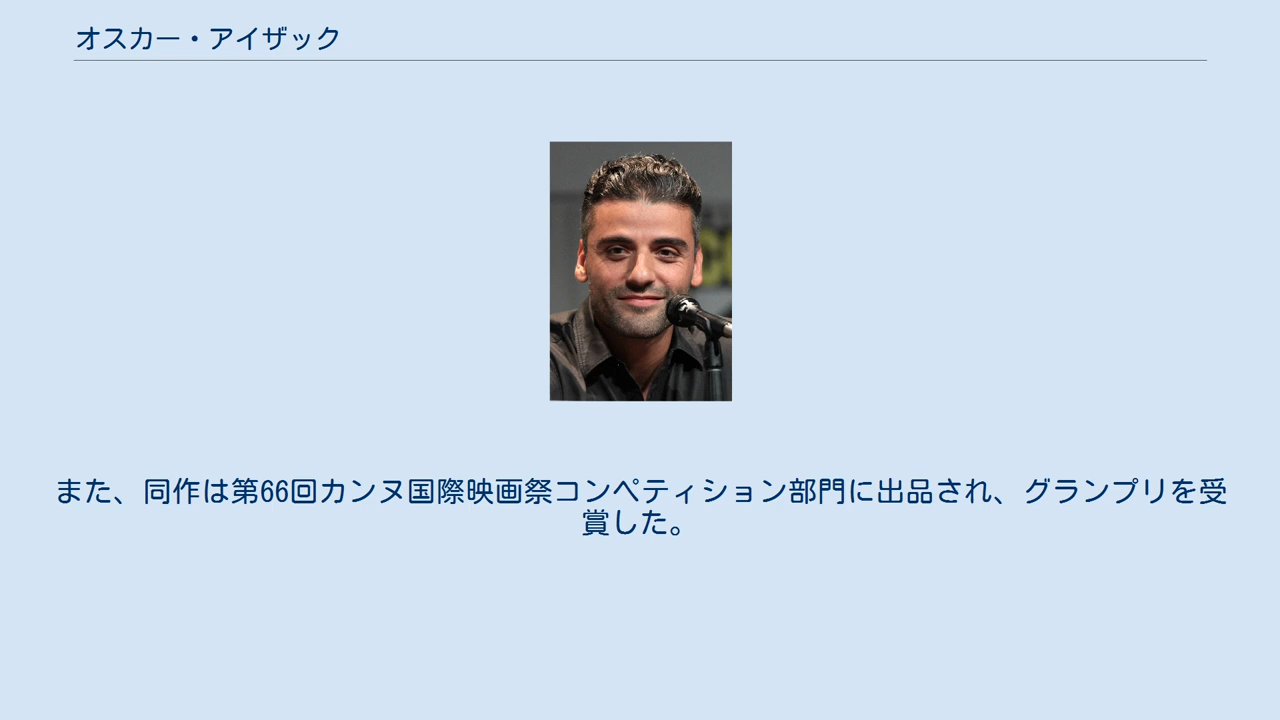 オスカー・アイザック
また、同作は第66回カンヌ国際映画祭コンペティション部門に出品され、グランプリを受
賞した。